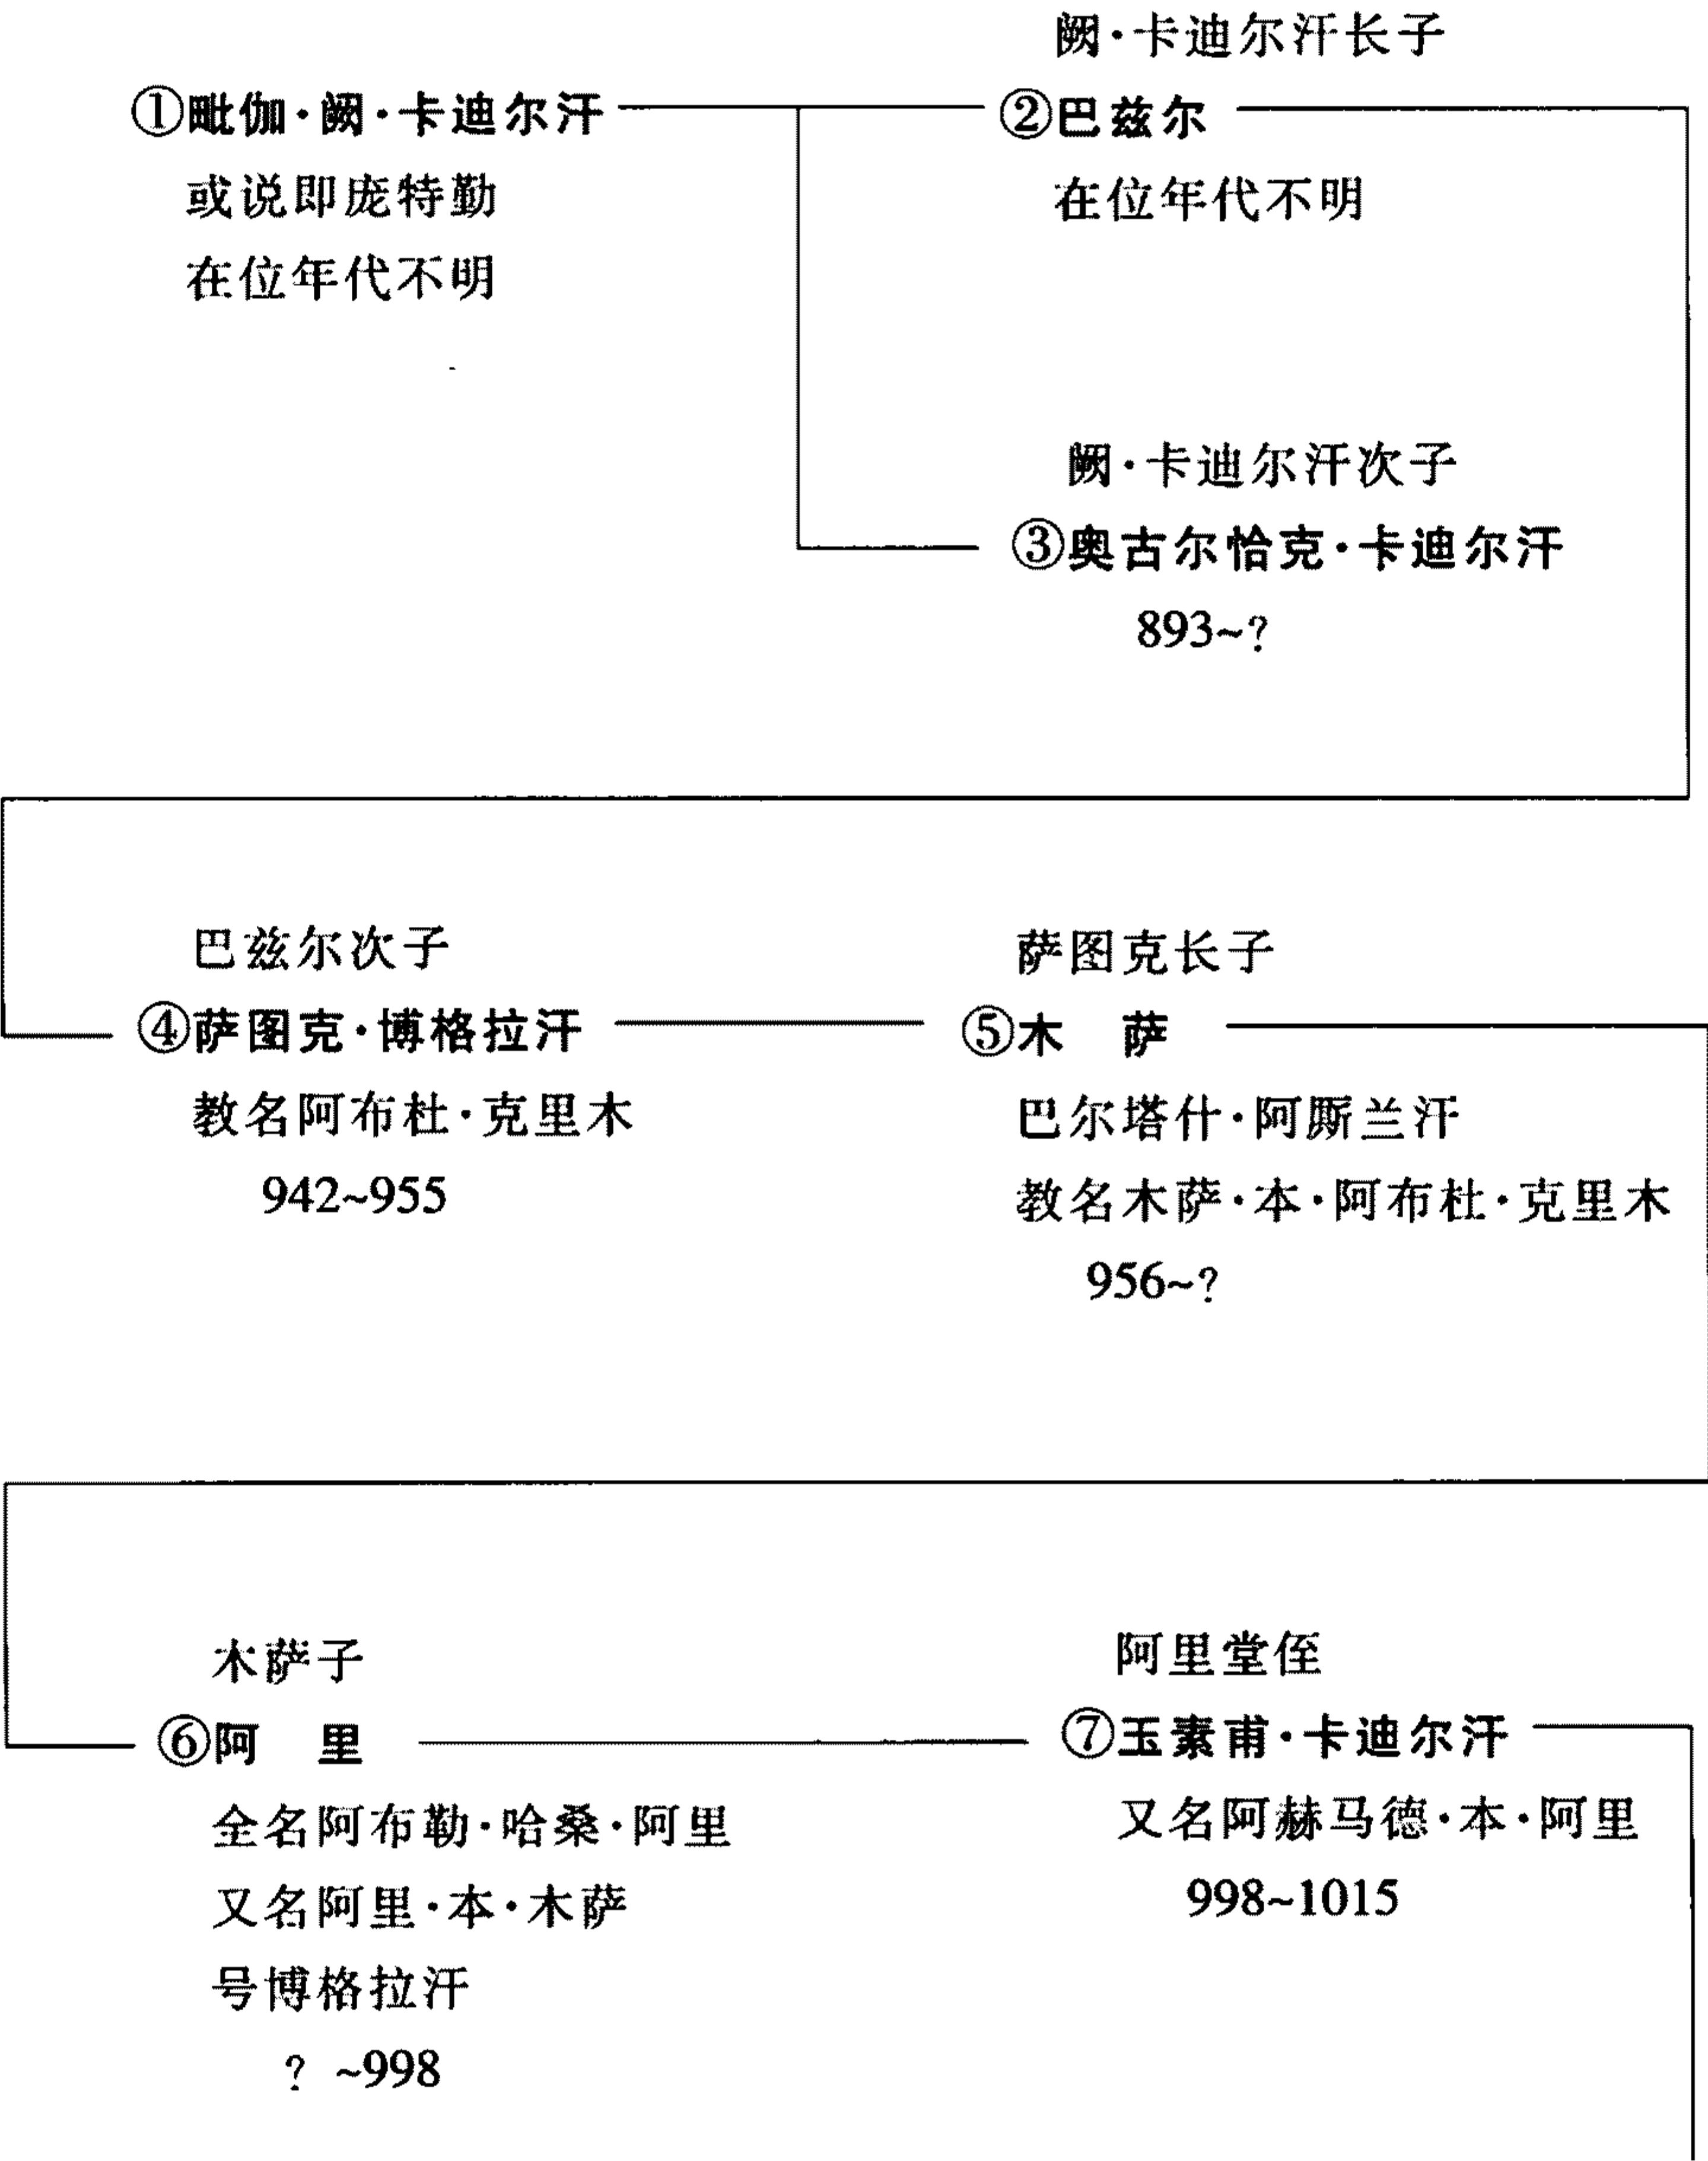 ①毗伽·阙·卡迪尔汗
或说即庞特勤
在位年代不明
阙·卡迪尔汗长子
②巴兹尔
在位年代不明
阙·卡迪尔汗次子
③奥古尔恰克·卡迪尔汗
893~?
巴兹尔次子
④萨图克·博格拉汗
教名阿布杜·克里木
942~955
萨图克长子
⑤木 萨
巴尔塔什·阿厮兰汗
教名木萨·本·阿布杜·克里木
956~?
木萨子
⑥阿 里
全名阿布勒·哈桑·阿里
又名阿里·本·木萨
号博格拉汗
? ~998
阿里堂侄
⑦玉素甫·卡迪尔汗
又名阿赫马德·本·阿里
998~1015